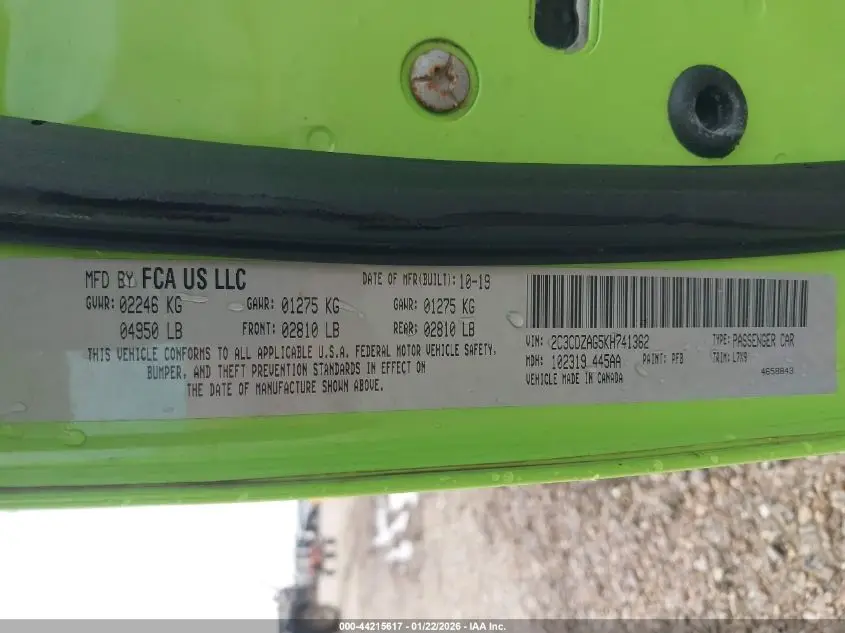 MFD BY FCA US LLC DATE OF MFR(BUILT): 10-19
GVWR: 02246 KG GAWR: 01275 KG GAWR: 01275 KG
04950 LB FRONT: 02810 LB REAR: 02810 LB
THIS VEHICLE CONFORMS TO ALL APPLICABLE U.S.A. FEDERAL MOTOR VEHICLE SAFETY,
BUMPER, AND THEFT PREVENTION STANDARDS IN EFFECT ON
THE DATE OF MANUFACTURE SHOWN ABOVE.
VIN: 2C3CDZAG5KH741362 TYPE: PASSENGER CAR
MDH: 102319 445AA PAINT: PFB TRIM: L7X9
VEHICLE MADE IN CANADA 4658843
000-44215617 - 01/22/2026 - IAA Inc.